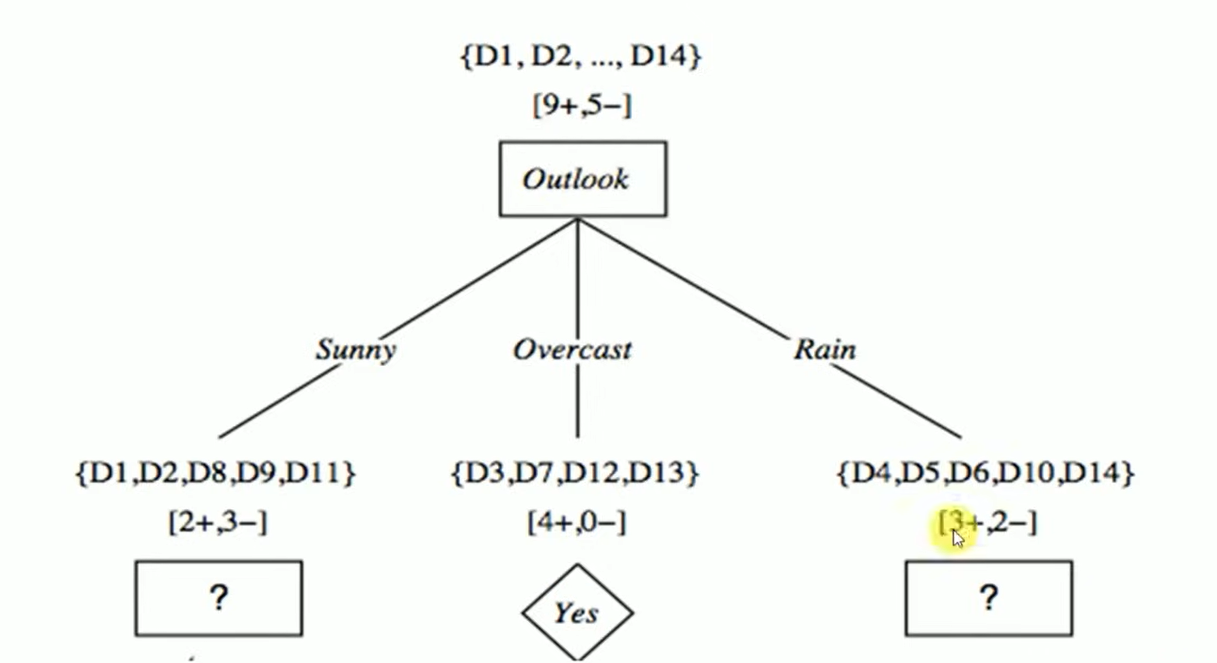 {D1, D2, ..., D14}
[9+,5−]
Outlook
Sunny Overcast Rain
{D1,D2,D8,D9,D11} {D3,D7,D12,D13} {D4,D5,D6,D10,D14}
[2+,3−] [4+,0−] [3+,2−]
? Yes ?